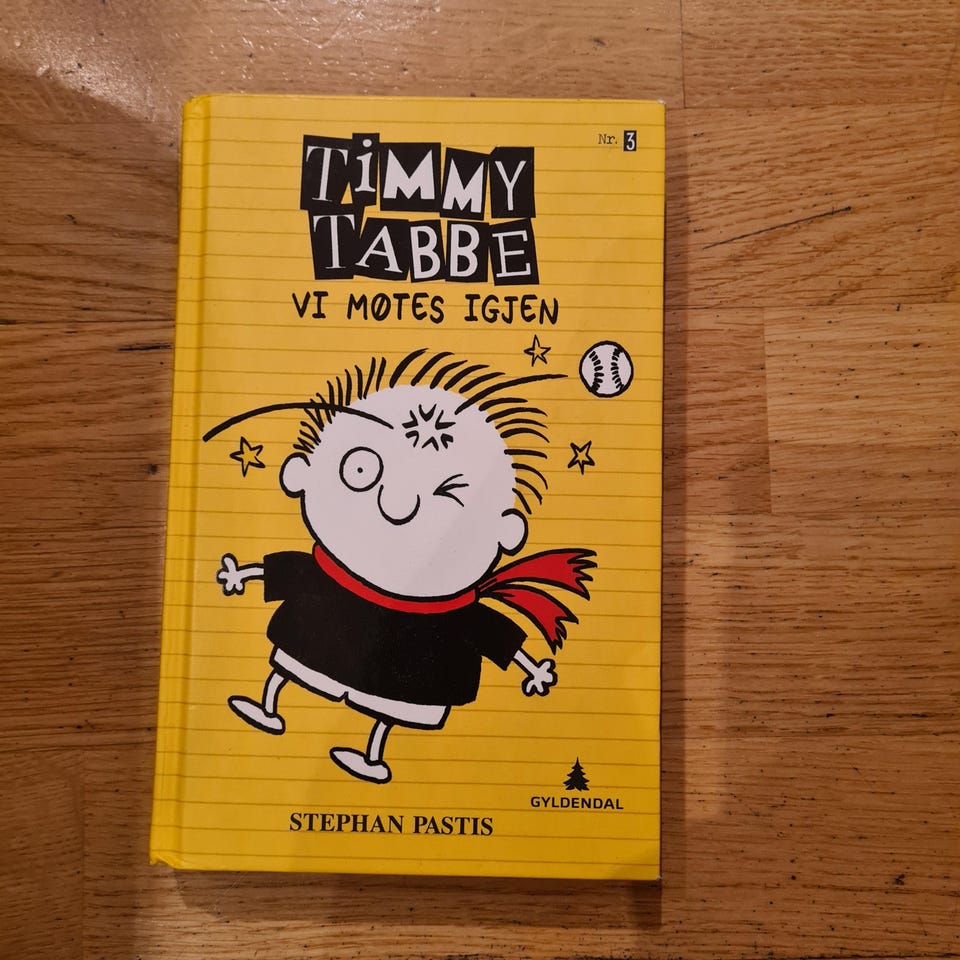 Nr. 3
TiMMY
TABBE
VI MØTES IGJEN
GYLDENDAL
STEPHAN PASTIS